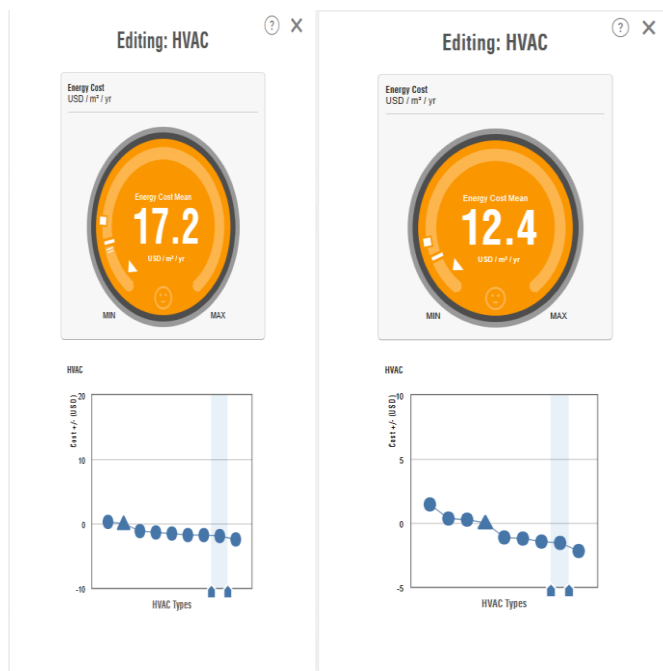 Editing: HVAC
? ×
Energy Cost
USD / m² / yr
Energy Cost Mean
17.2
USD / m² / yr
MIN
MAX
HVAC
Cost +/- (USD)
20
10
0
-10
HVAC Types
Editing: HVAC
? ×
Energy Cost
USD / m² / yr
Energy Cost Mean
12.4
USD / m² / yr
MIN
MAX
HVAC
Cost +/- (USD)
10
5
0
-5
HVAC Types